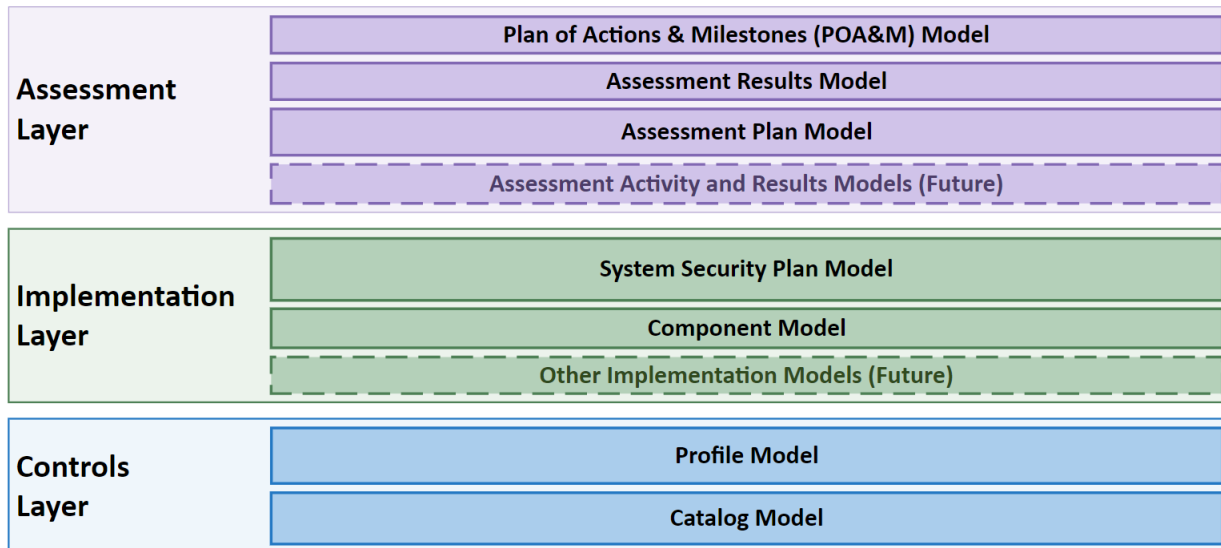 Assessment
Layer
Plan of Actions & Milestones (POA&M) Model
Assessment Results Model
Assessment Plan Model
Assessment Activity and Results Models (Future)
Implementation
Layer
System Security Plan Model
Component Model
Other Implementation Models (Future)
Controls
Layer
Profile Model
Catalog Model